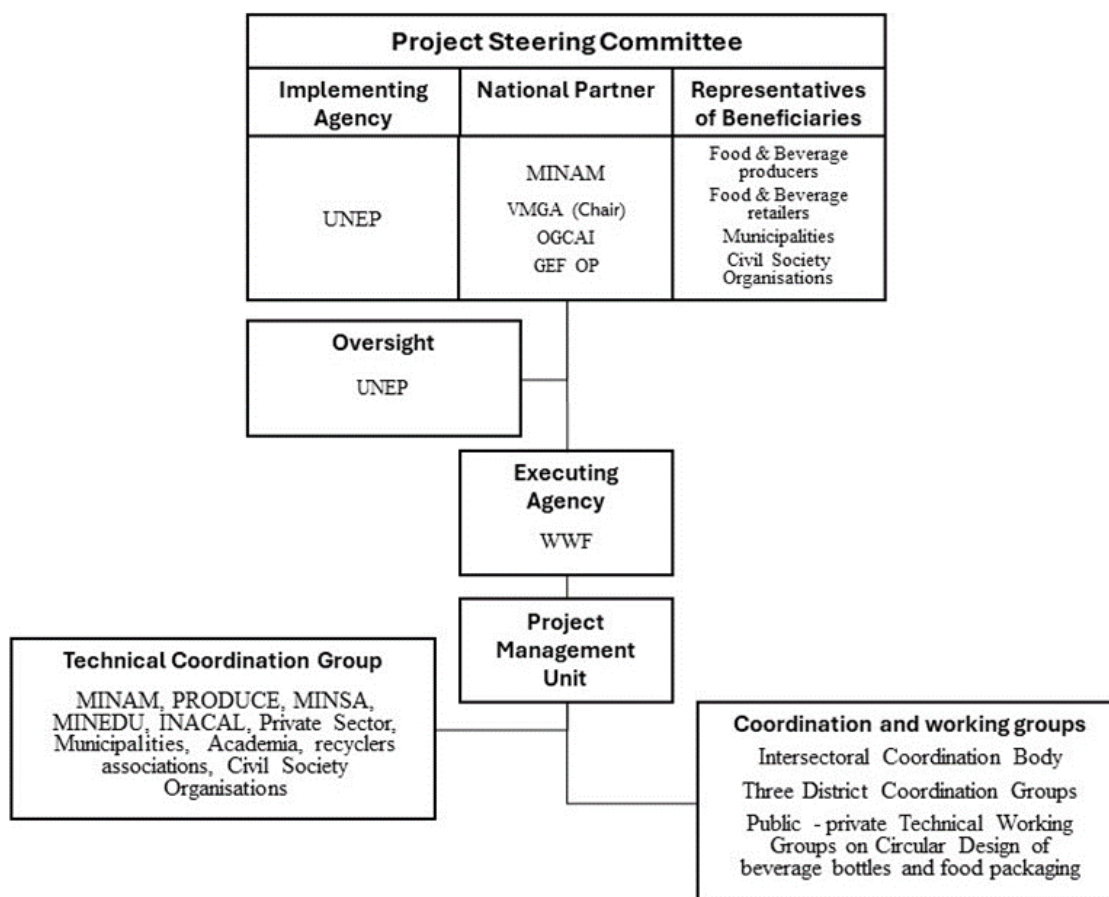 Project Steering Committee
Implementing
Agency
National Partner
Representatives
of Beneficiaries
UNEP
MINAM
VMGA (Chair)
OGCAI
GEF OP
Food & Beverage
producers
Food & Beverage
retailers
Municipalities
Civil Society
Organisations
Oversight
UNEP
Executing
Agency
WWF
Project
Management
Unit
Technical Coordination Group
MINAM, PRODUCE, MINSA,
MINEDU, INACAL, Private Sector,
Municipalities, Academia, recyclers
associations, Civil Society
Organisations
Coordination and working groups
Intersectoral Coordination Body
Three District Coordination Groups
Public - private Technical Working
Groups on Circular Design of
beverage bottles and food packaging